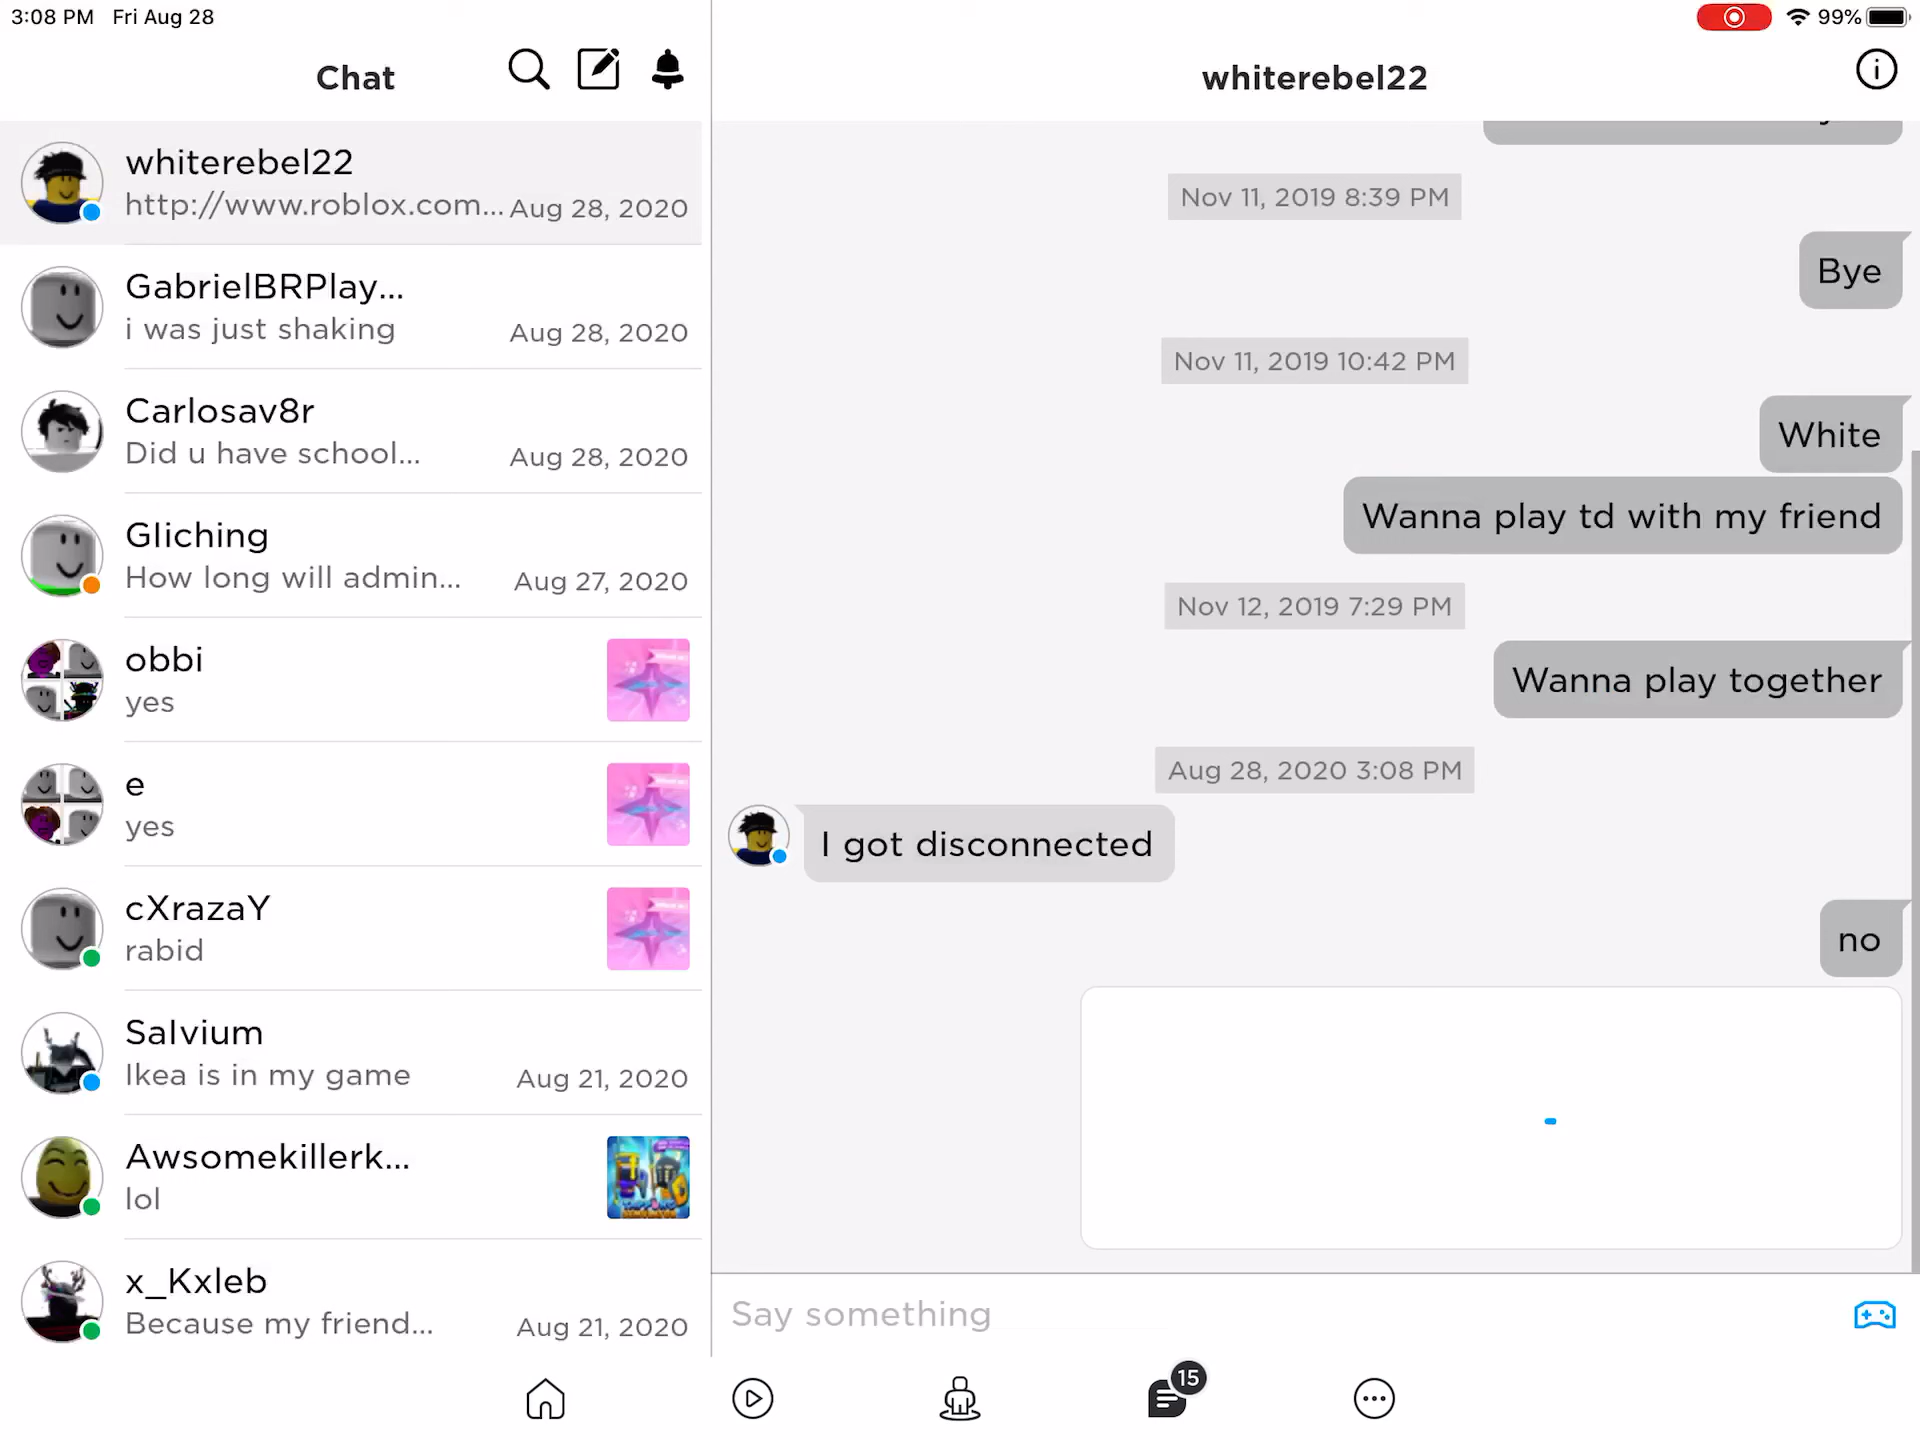 3:08 PM Fri Aug 28
99%
Chat
whiterebel22
whiterebel22
http://www.roblox.com... Aug 28, 2020
GabrielBRPlay...
i was just shaking Aug 28, 2020
Carlosav8r
Did u have school... Aug 28, 2020
Gliching
How long will admin... Aug 27, 2020
obbi
yes
e
yes
cXrazaY
rabid
Salvium
Ikea is in my game Aug 21, 2020
Awsomekillerk...
lol
x_Kxleb
Because my friend... Aug 21, 2020
Nov 11, 2019 8:39 PM
Bye
Nov 11, 2019 10:42 PM
White
Wanna play td with my friend
Nov 12, 2019 7:29 PM
Wanna play together
Aug 28, 2020 3:08 PM
I got disconnected
no
Say something
15